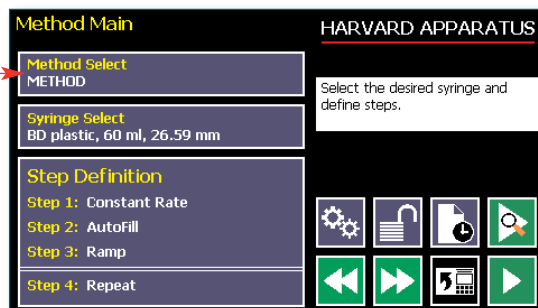 Method Main
Method Select
METHOD
Syringe Select
BD plastic, 60 ml, 26.59 mm
Step Definition
Step 1: Constant Rate
Step 2: AutoFill
Step 3: Ramp
Step 4: Repeat
HARVARD APPARATUS
Select the desired syringe and
define steps.